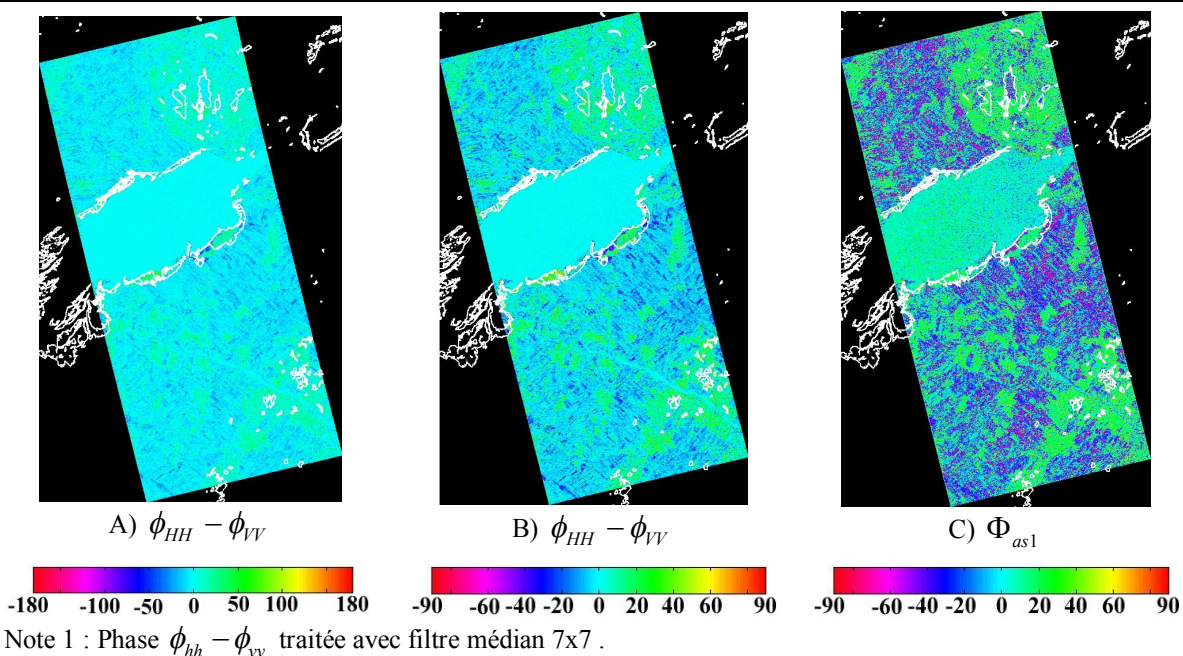 A) ϕ_HH − ϕ_VV
B) ϕ_HH − ϕ_VV
C) Φ_as1
-180 -100 -50 0 50 100 180
-90 -60 -40 -20 0 20 40 60 90
-90 -60 -40 -20 0 20 40 60 90
Note 1 : Phase ϕ_hh − ϕ_vv traitée avec filtre médian 7x7 .